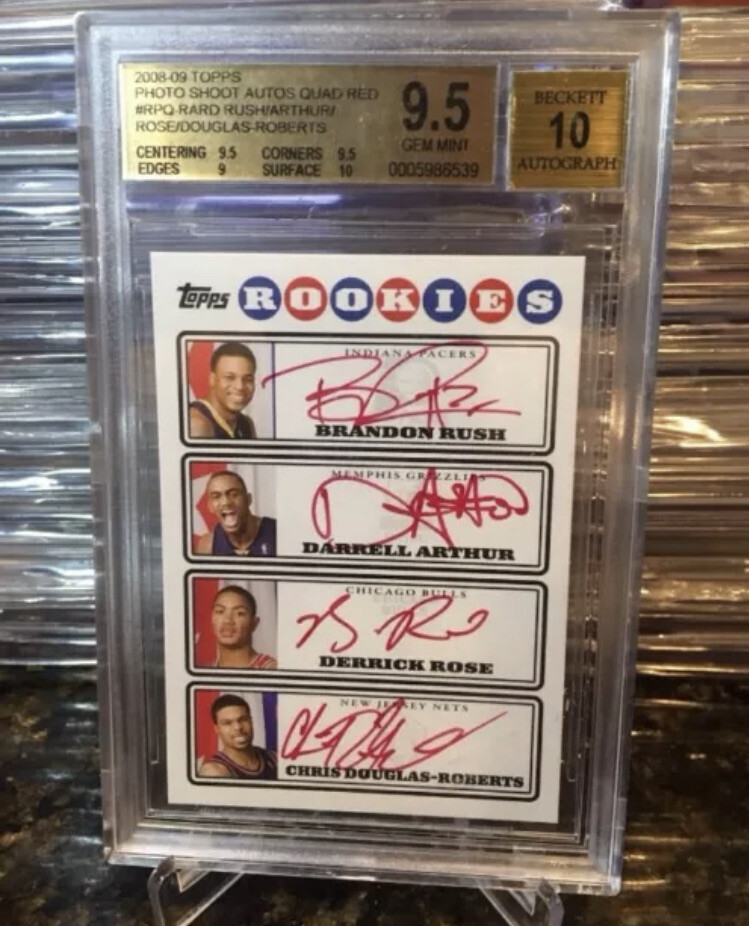 2008-09 TOPPS
PHOTO SHOOT AUTOS QUAD RED
#RPQ-RARD RUSH/ARTHUR/
ROSE/DOUGLAS-ROBERTS
CENTERING 9.5 CORNERS 9.5
EDGES 9 SURFACE 10
9.5
GEM MINT
0005986539
BECKETT
10
AUTOGRAPH
Topps ROOKIES
INDIANA PACERS
BRANDON RUSH
MEMPHIS GRIZZLIES
DARRELL ARTHUR
CHICAGO BULLS
DERRICK ROSE
NEW JERSEY NETS
CHRIS DOUGLAS-ROBERTS